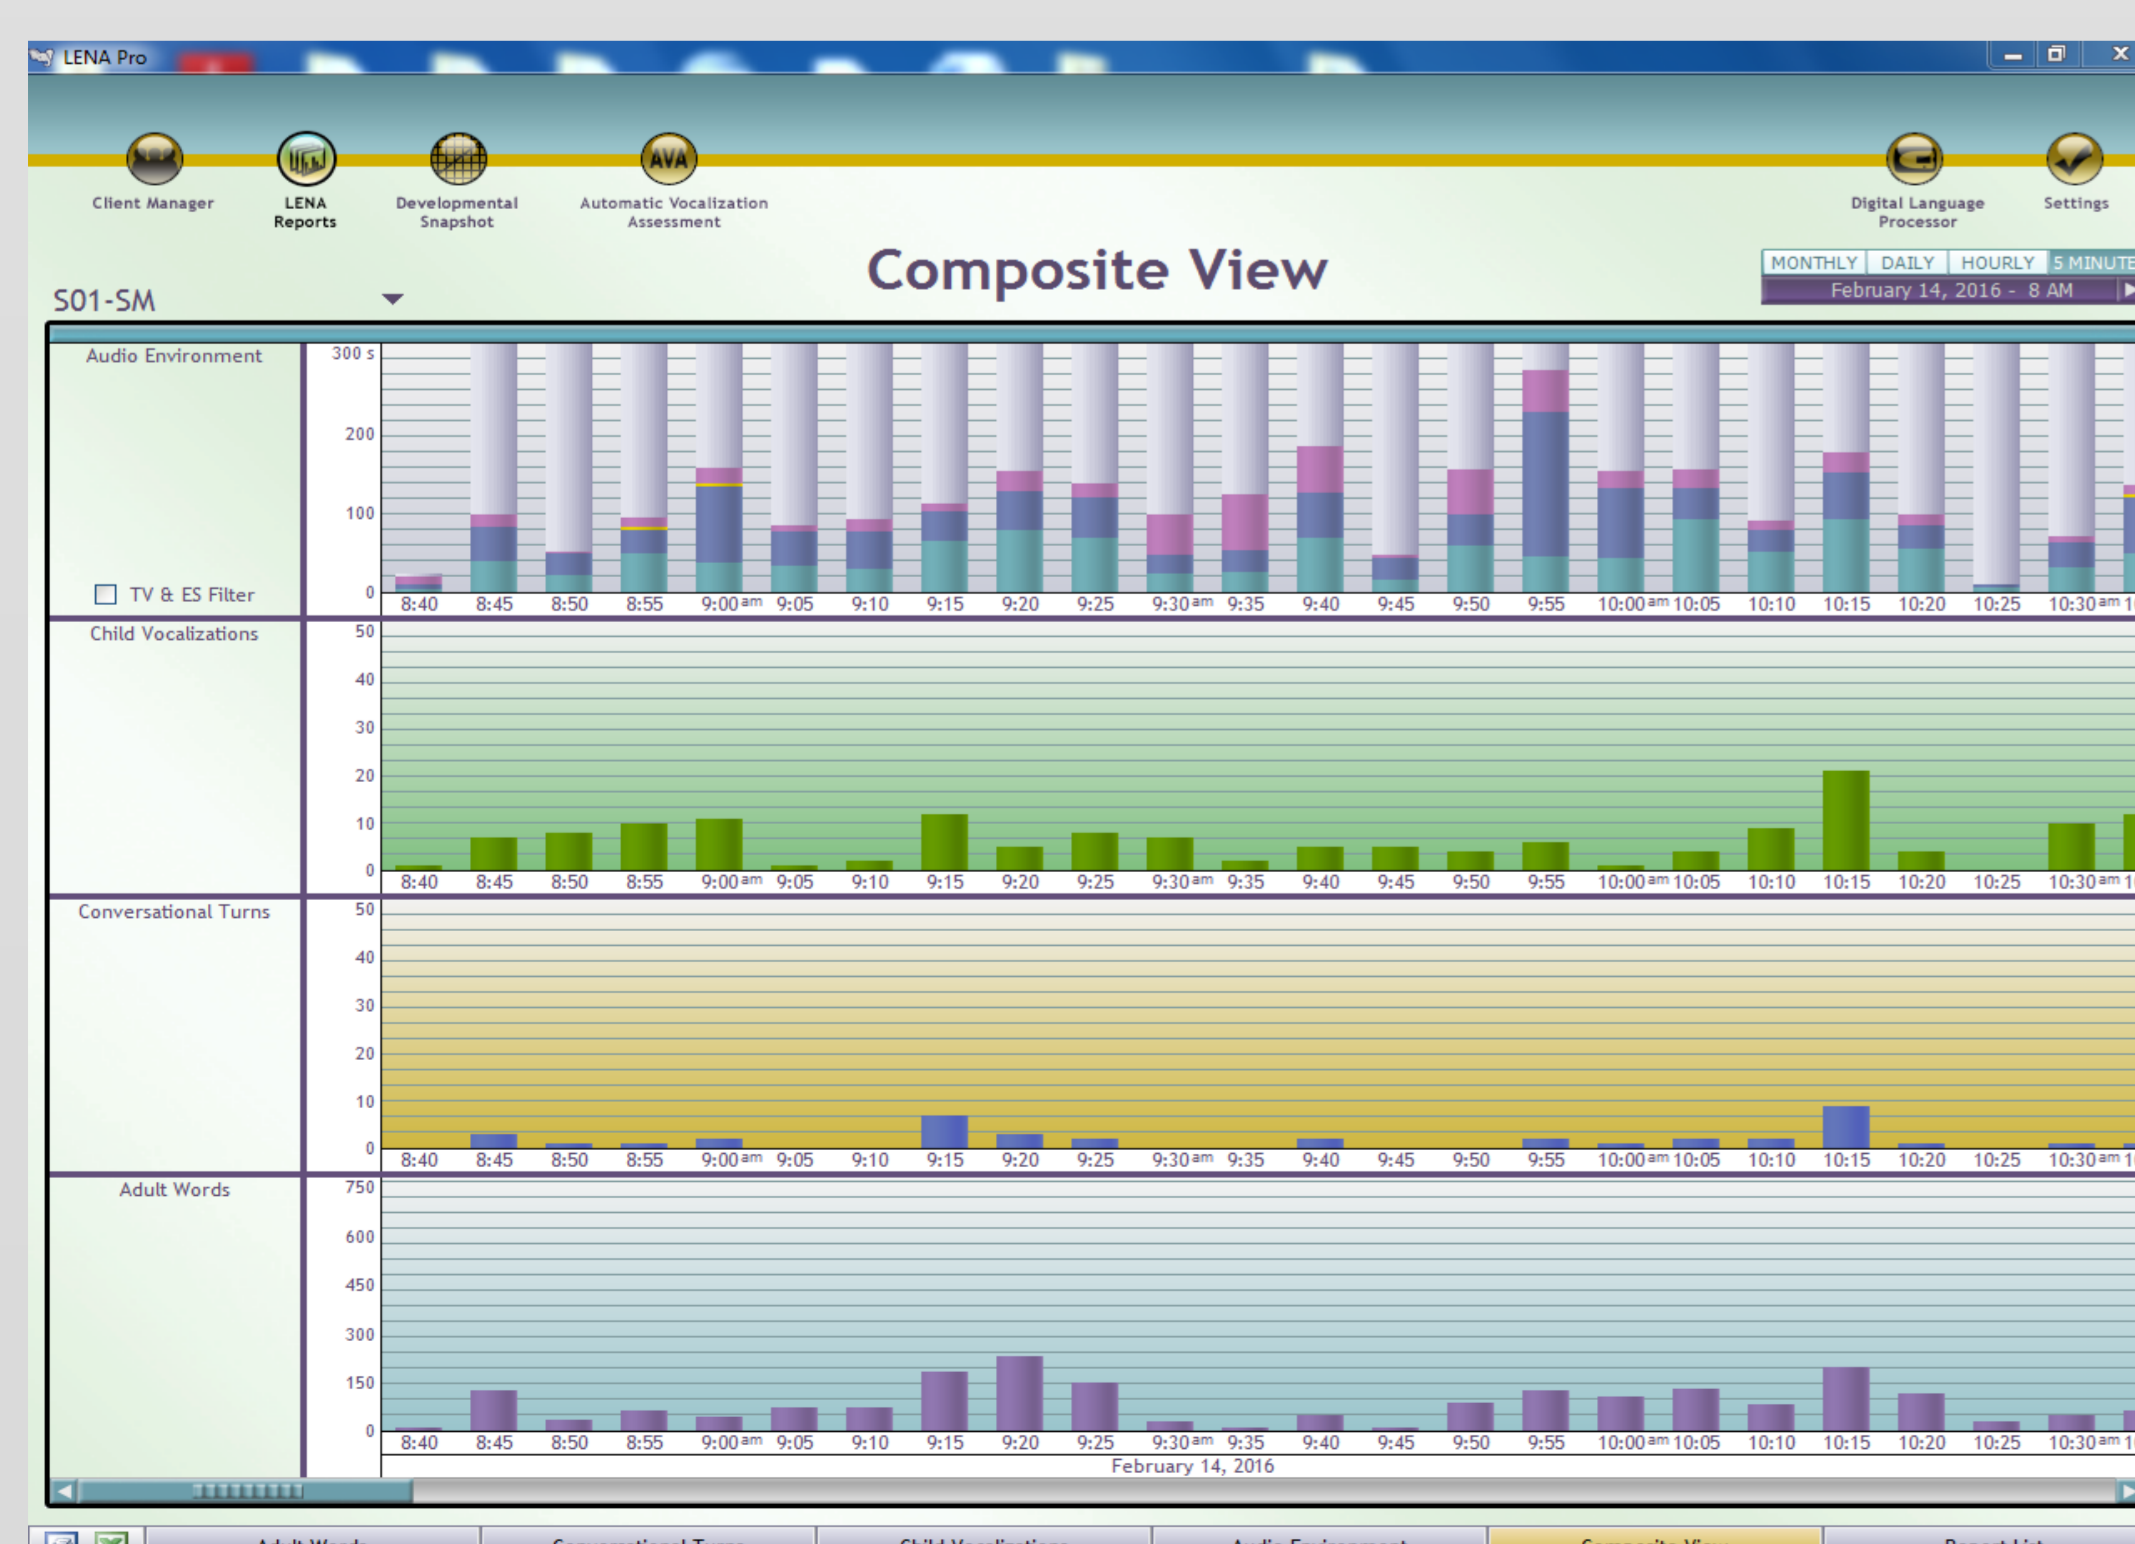 LENA Pro
Client Manager
LENA
Reports
Developmental
Snapshot
AVA
Automatic Vocalization
Assessment
Digital Language
Processor
Settings
Composite View
MONTHLY DAILY HOURLY 5 MINUTE
February 14, 2016 - 8 AM
S01-SM
Audio Environment
300 s
200
100
0
TV & ES Filter
8:40 8:45 8:50 8:55 9:00 am 9:05 9:10 9:15 9:20 9:25 9:30 am 9:35 9:40 9:45 9:50 9:55 10:00 am 10:05 10:10 10:15 10:20 10:25 10:30 am
Child Vocalizations
50
40
30
20
10
0
8:40 8:45 8:50 8:55 9:00 am 9:05 9:10 9:15 9:20 9:25 9:30 am 9:35 9:40 9:45 9:50 9:55 10:00 am 10:05 10:10 10:15 10:20 10:25 10:30 am
Conversational Turns
50
40
30
20
10
0
8:40 8:45 8:50 8:55 9:00 am 9:05 9:10 9:15 9:20 9:25 9:30 am 9:35 9:40 9:45 9:50 9:55 10:00 am 10:05 10:10 10:15 10:20 10:25 10:30 am
Adult Words
750
600
450
300
150
0
8:40 8:45 8:50 8:55 9:00 am 9:05 9:10 9:15 9:20 9:25 9:30 am 9:35 9:40 9:45 9:50 9:55 10:00 am 10:05 10:10 10:15 10:20 10:25 10:30 am
February 14, 2016
Adult Words Conversational Turns Child Vocalizations Audio Environment Composite View Report List